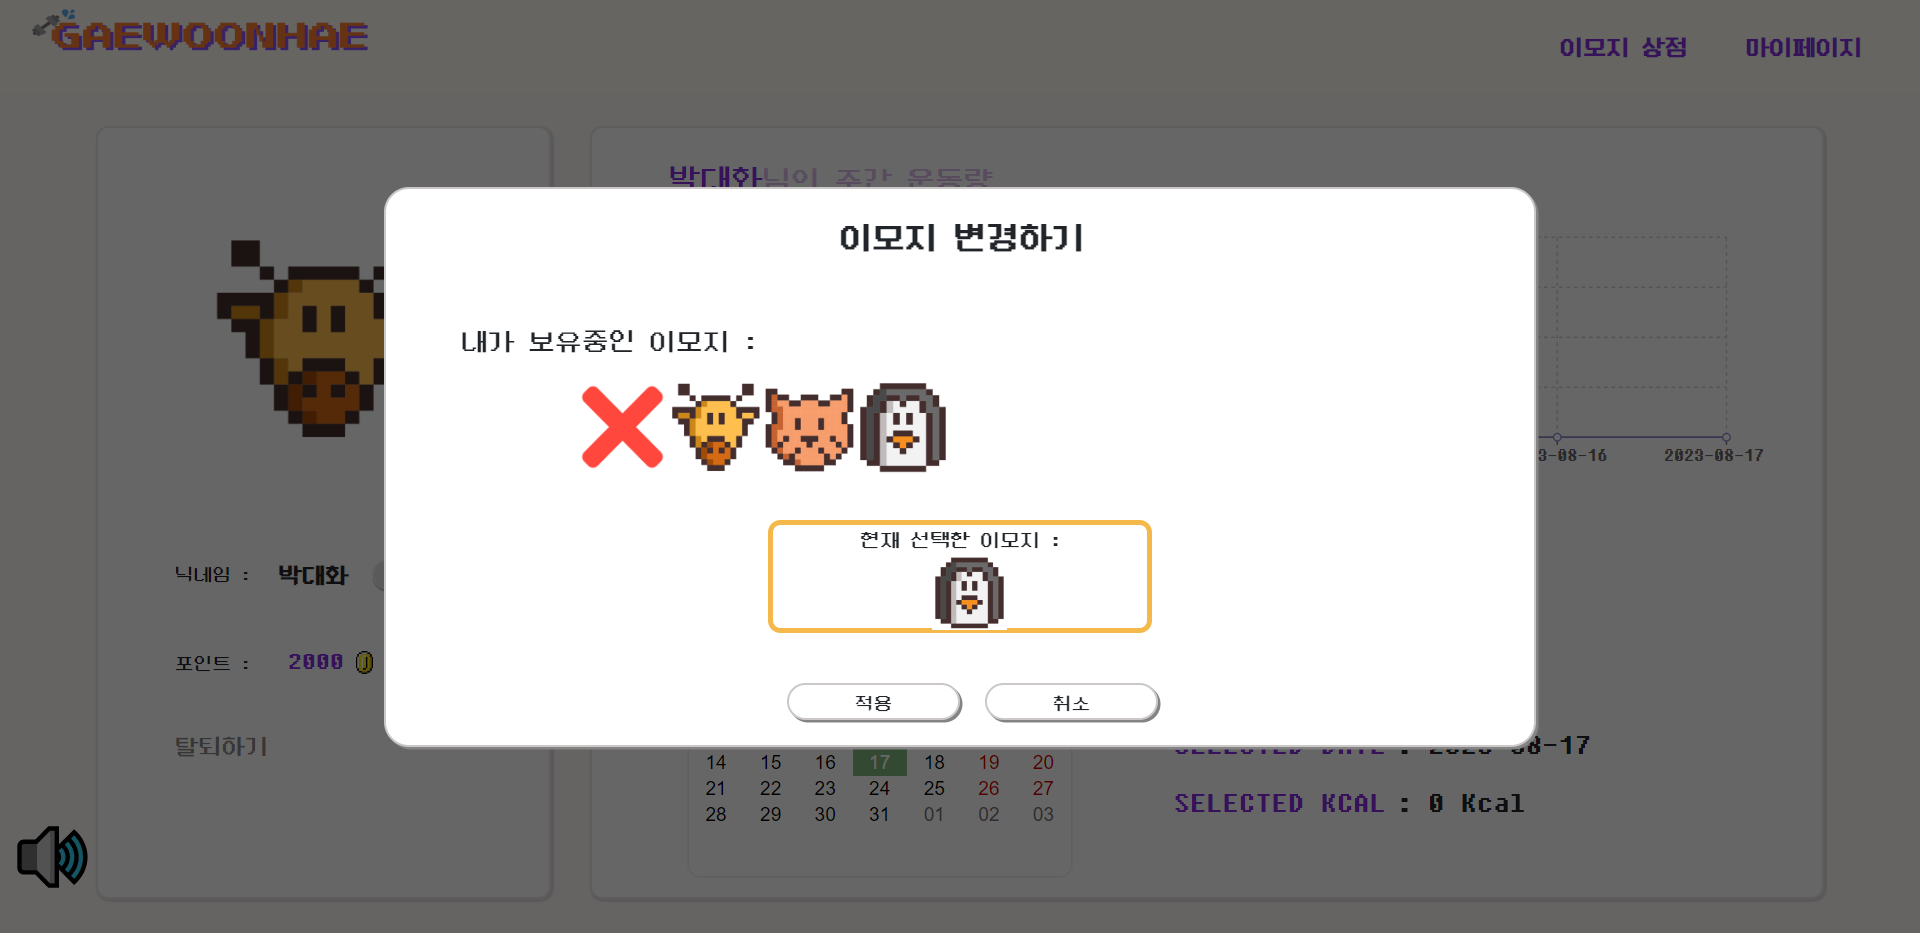 GAEWOONHAE
이모지 상점
마이페이지
박대화님의 주간 운동량
이모지 변경하기
내가 보유중인 이모지 :
현재 선택한 이모지 :
3-08-16
2023-08-17
닉네임 :
박대화
포인트 :
2000
적용
취소
탈퇴하기
SELECTED DATE : 2023-08-17
14 15 16 17 18 19 20
21 22 23 24 25 26 27
28 29 30 31 01 02 03
SELECTED KCAL : 0 Kcal